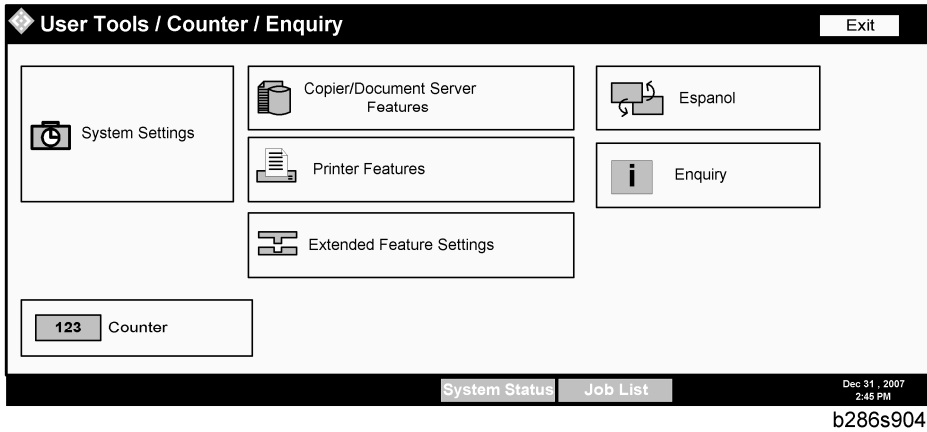 User Tools / Counter / Enquiry
Exit
System Settings
Copier/Document Server
Features
Printer Features
Extended Feature Settings
Espanol
i
Enquiry
123 Counter
System Status
Job List
Dec 31 , 2007
2:45 PM
b286s904